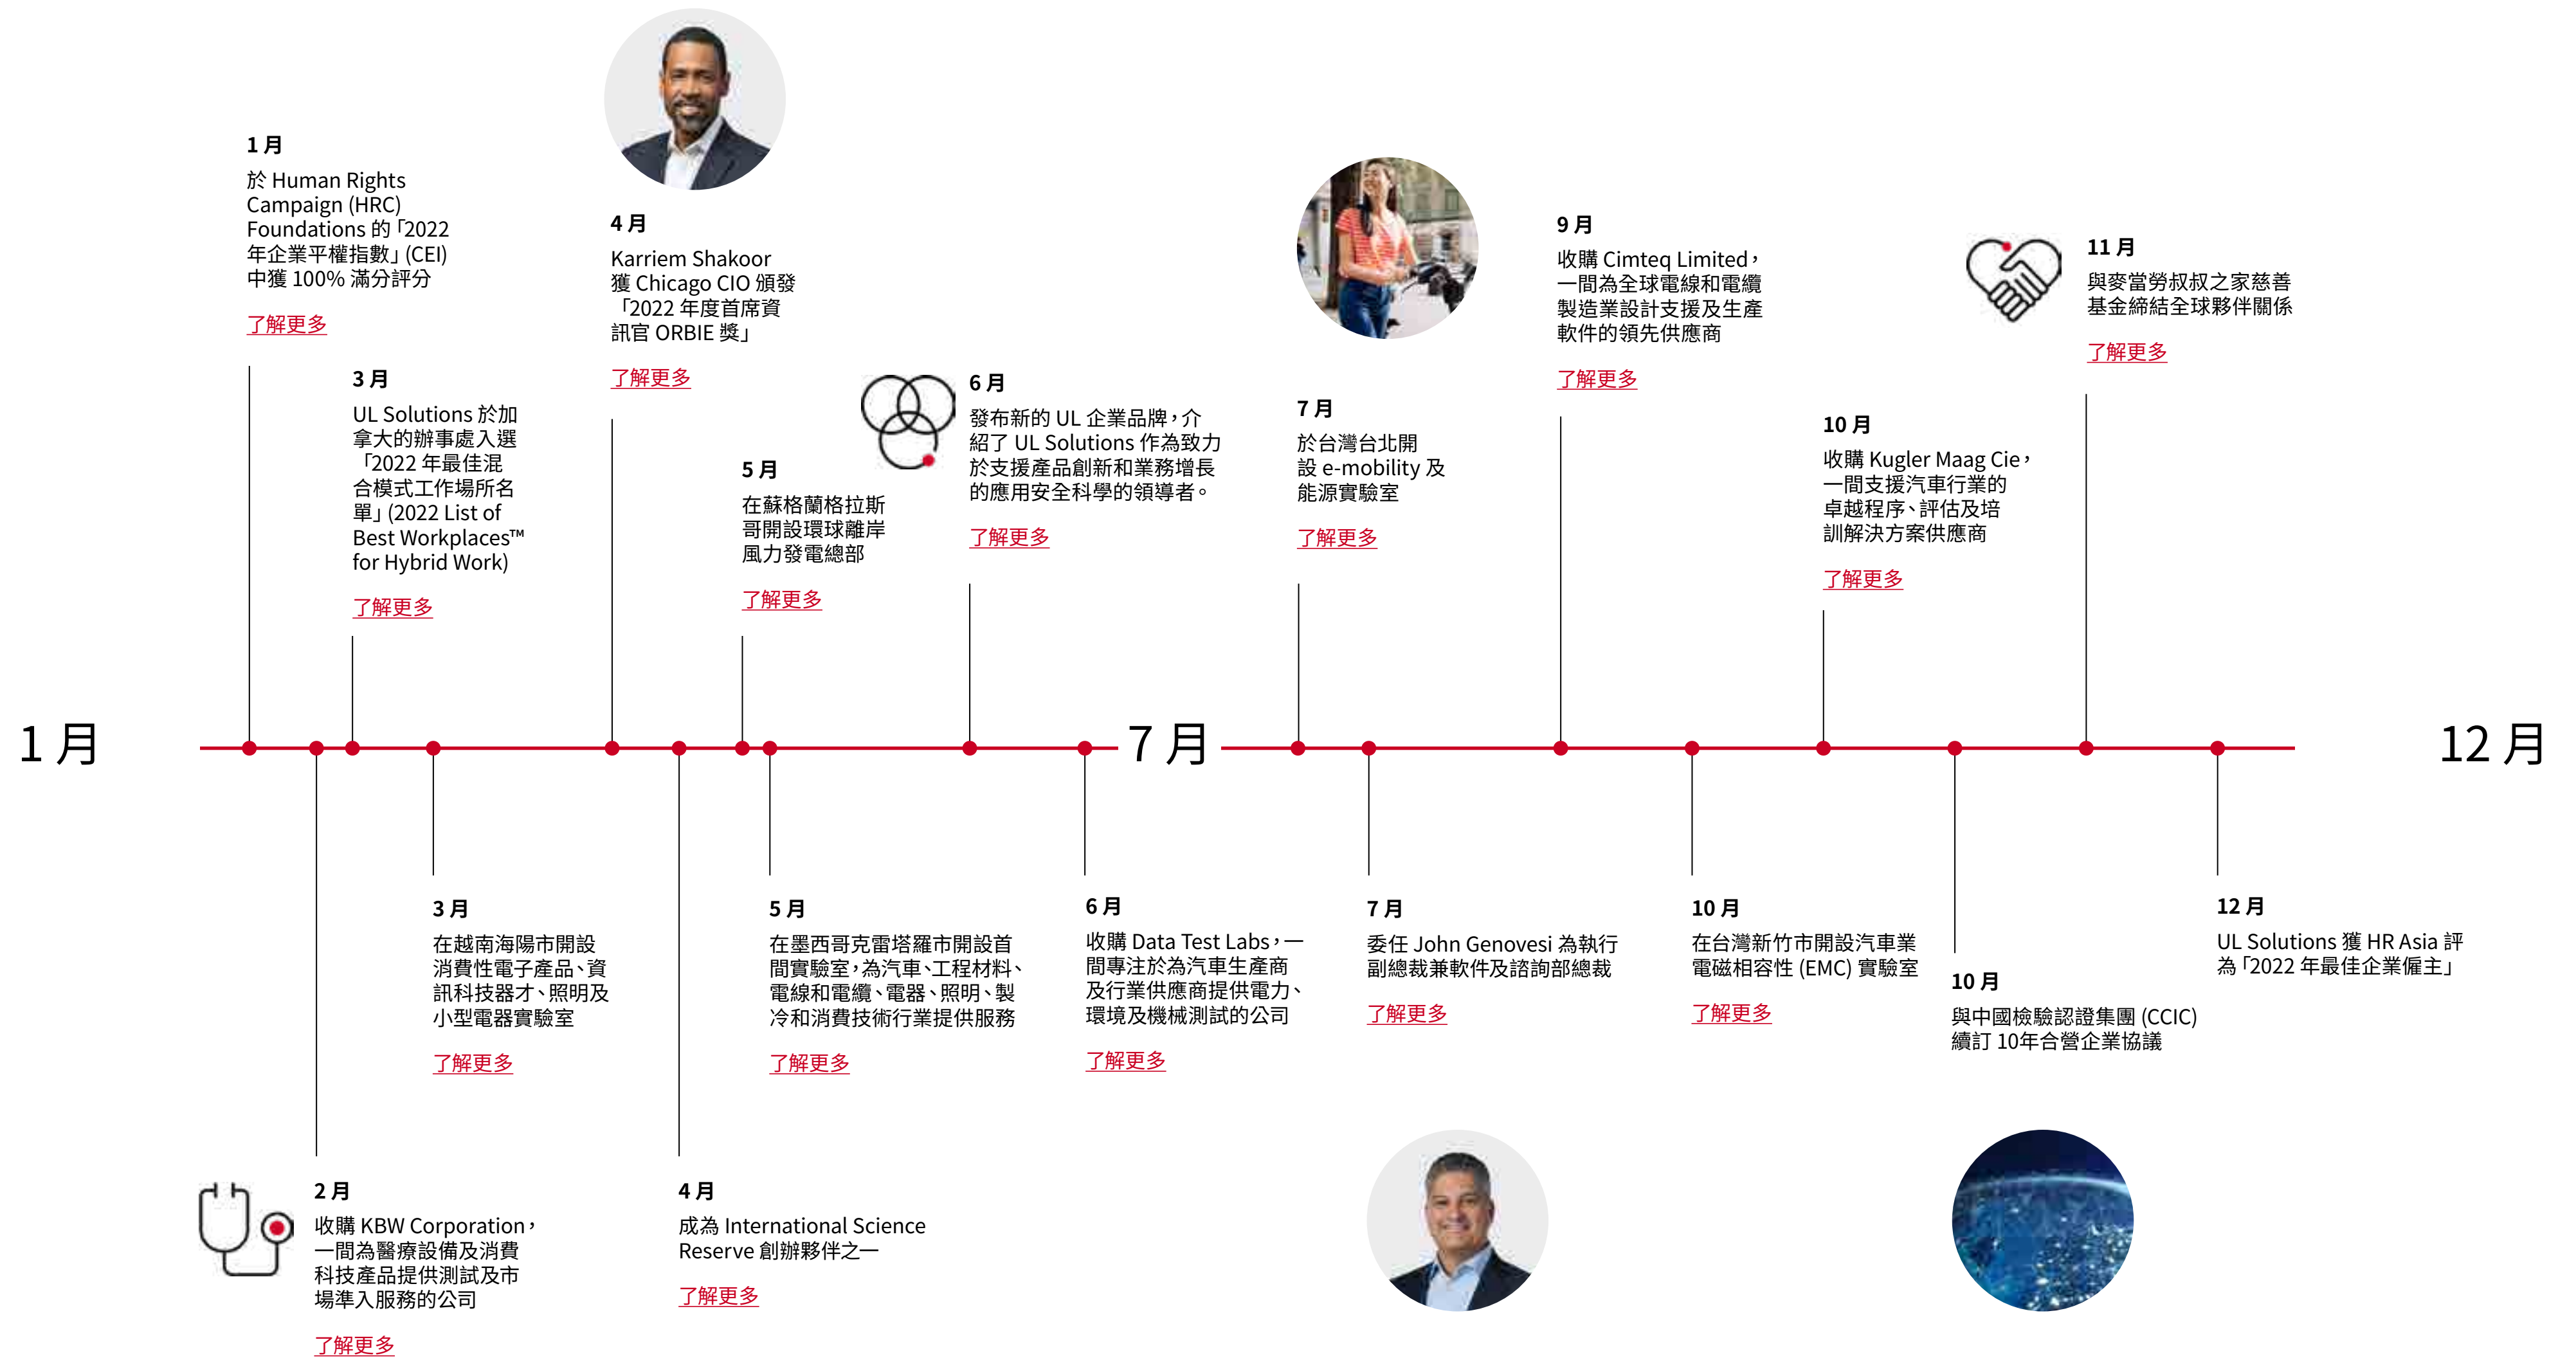 1 月
於 Human Rights
Campaign (HRC)
Foundations 的「2022
年企業平權指數」(CEI)
中獲 100% 滿分評分
了解更多
3 月
UL Solutions 於加
拿大的辦事處入選
「2022 年最佳混
合模式工作場所名
單」(2022 List of
Best Workplaces™
for Hybrid Work)
了解更多
4 月
Karriem Shakoor
獲 Chicago CIO 頒發
「2022 年度首席資
訊官 ORBIE 獎」
了解更多
5 月
在蘇格蘭格拉斯
哥開設環球離岸
風力發電總部
了解更多
6 月
發布新的 UL 企業品牌，介
紹了 UL Solutions 作為致力
於支援產品創新和業務增長
的應用安全科學的領導者。
了解更多
7 月
於台灣台北開
設 e-mobility 及
能源實驗室
了解更多
9 月
收購 Cimteq Limited，
一間為全球電線和電纜
製造業設計支援及生產
軟件的領先供應商
了解更多
10 月
收購 Kugler Maag Cie，
一間支援汽車行業的
卓越程序、評估及培
訓解決方案供應商
了解更多
11 月
與麥當勞叔叔之家慈善
基金締結全球夥伴關係
了解更多
1 月
7 月
12 月
2 月
收購 KBW Corporation，
一間為醫療設備及消費
科技產品提供測試及市
場準入服務的公司
了解更多
3 月
在越南海陽市開設
消費性電子產品、資
訊科技器才、照明及
小型電器實驗室
了解更多
4 月
成為 International Science
Reserve 創辦夥伴之一
了解更多
5 月
在墨西哥克雷塔羅市開設首
間實驗室，為汽車、工程材料、
電線和電纜、電器、照明、製
冷和消費技術行業提供服務
了解更多
6 月
收購 Data Test Labs，一
間專注於為汽車生產商
及行業供應商提供電力、
環境及機械測試的公司
了解更多
7 月
委任 John Genovesi 為執行
副總裁兼軟件及諮詢部總裁
了解更多
10 月
在台灣新竹市開設汽車業
電磁相容性 (EMC) 實驗室
了解更多
10 月
與中國檢驗認證集團 (CCIC)
續訂 10年合營企業協議
12 月
UL Solutions 獲 HR Asia 評
為「2022 年最佳企業僱主」